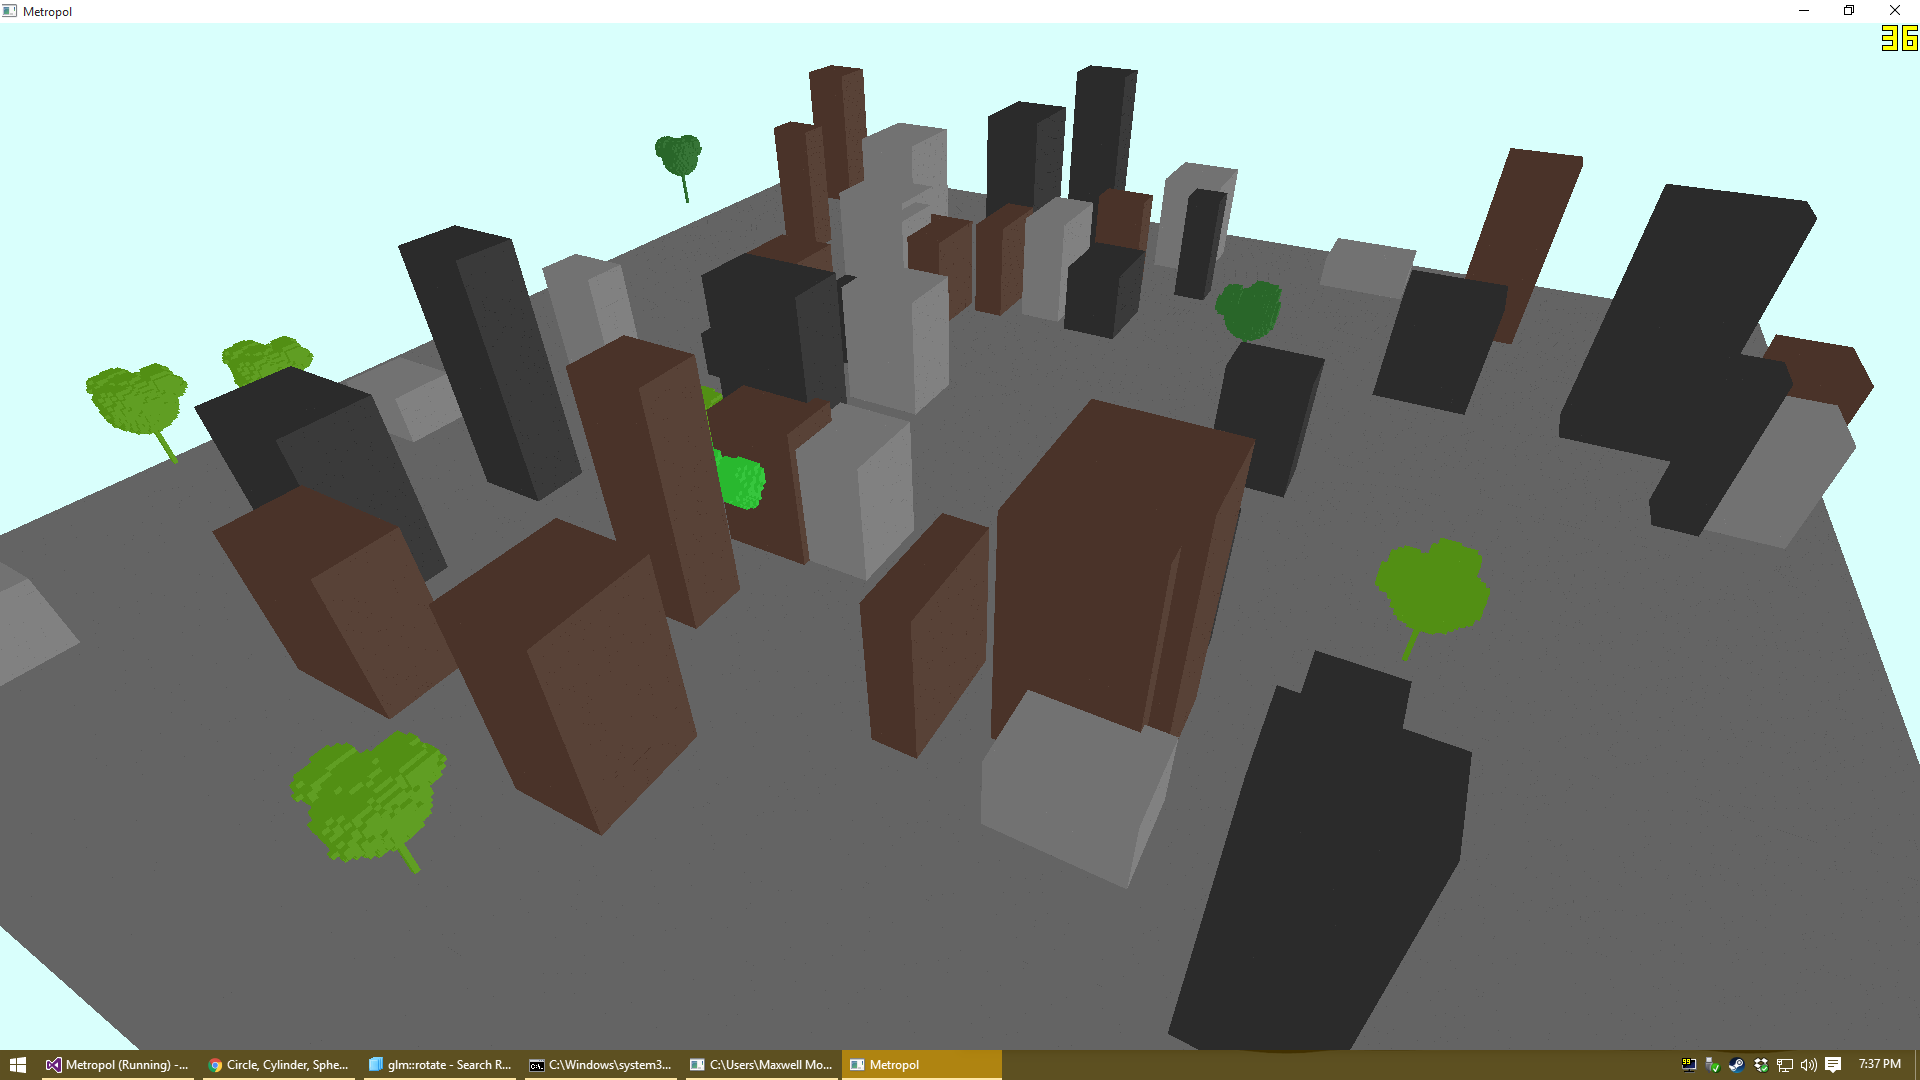 Metropol
36
Metropol (Running) -...
Circle, Cylinder, Sphe...
glm::rotate - Search R...
C:\Windows\system3...
C:\Users\Maxwell Mo...
Metropol
99
7:37 PM